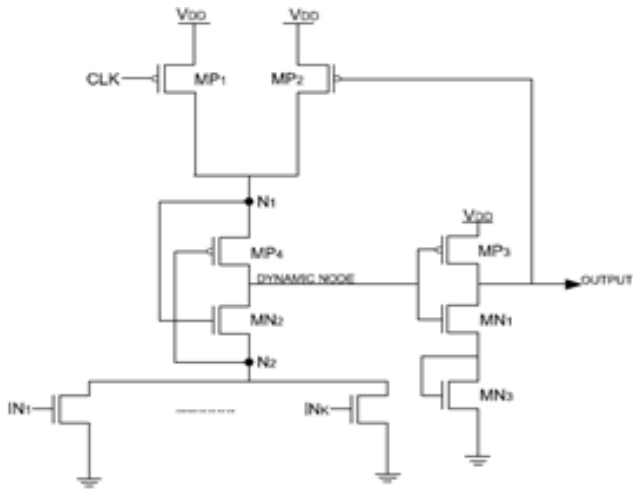 VDD VDD
CLK MP1 MP2
N1
VDD
MP4 MP3
DYNAMIC NODE OUTPUT
MN2 MN1
N2
MN3
IN1 INK